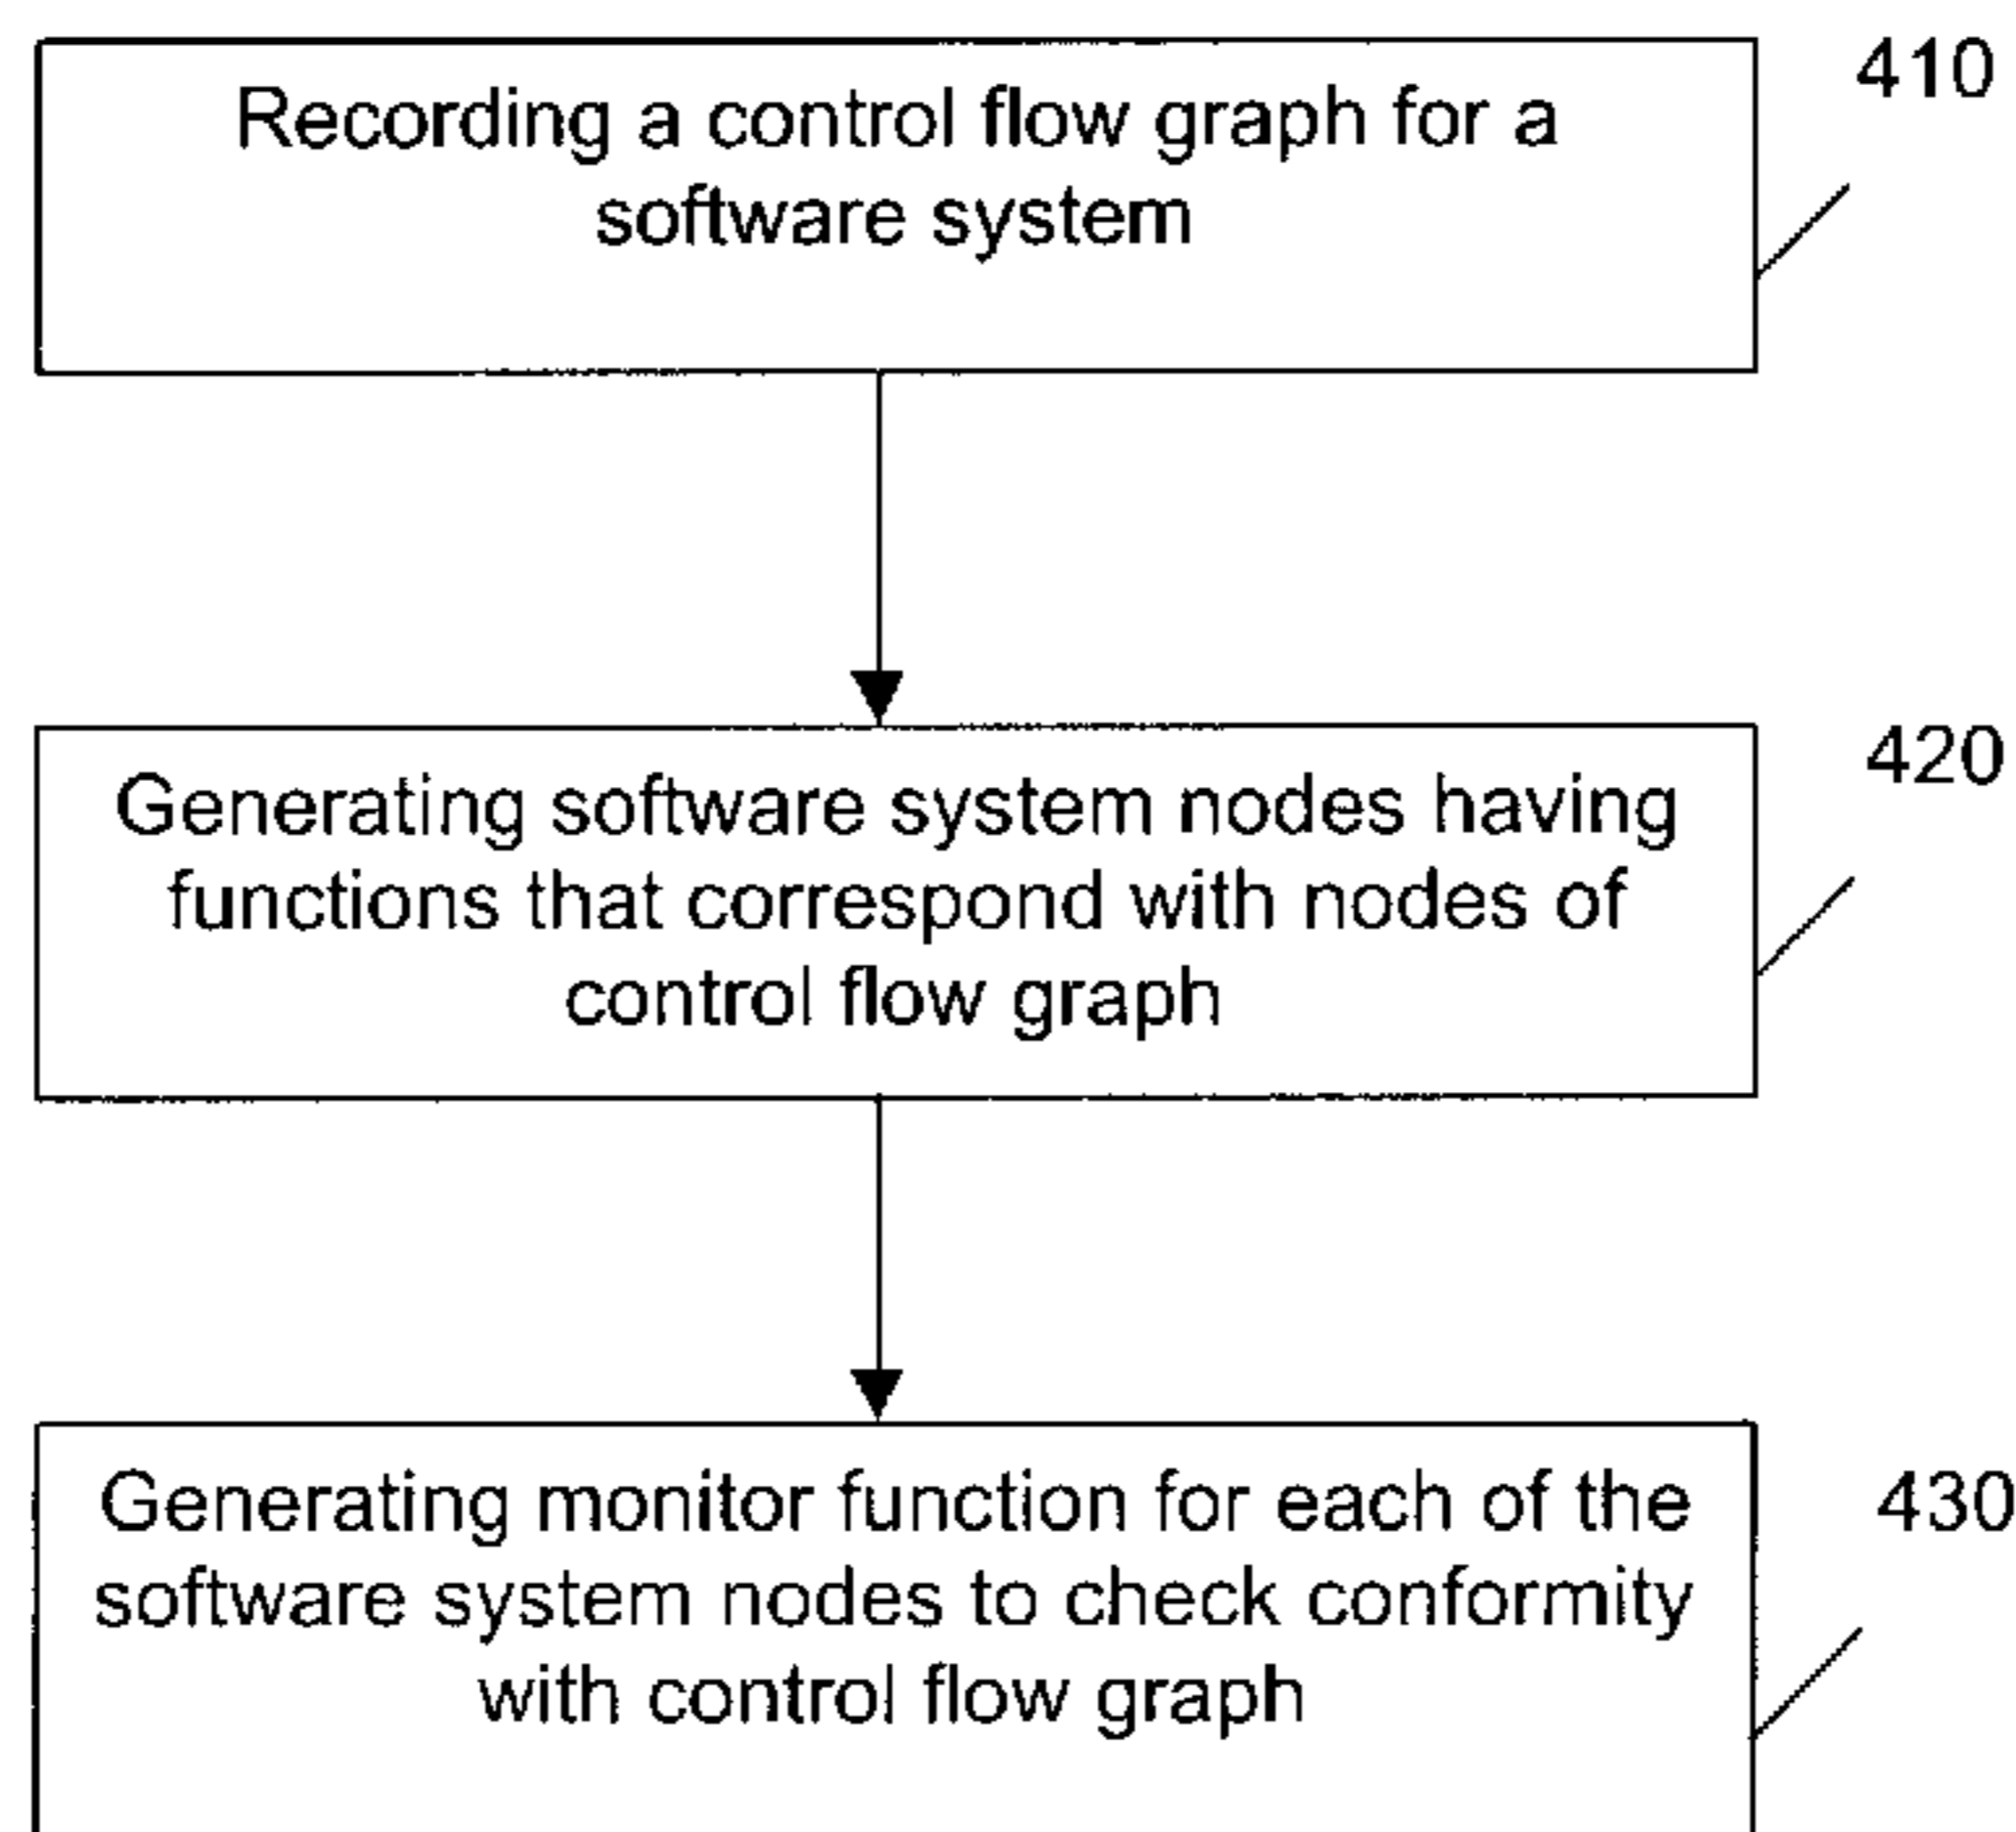 410
Recording a control flow graph for a
software system
420
Generating software system nodes having
functions that correspond with nodes of
control flow graph
430
Generating monitor function for each of the
software system nodes to check conformity
with control flow graph